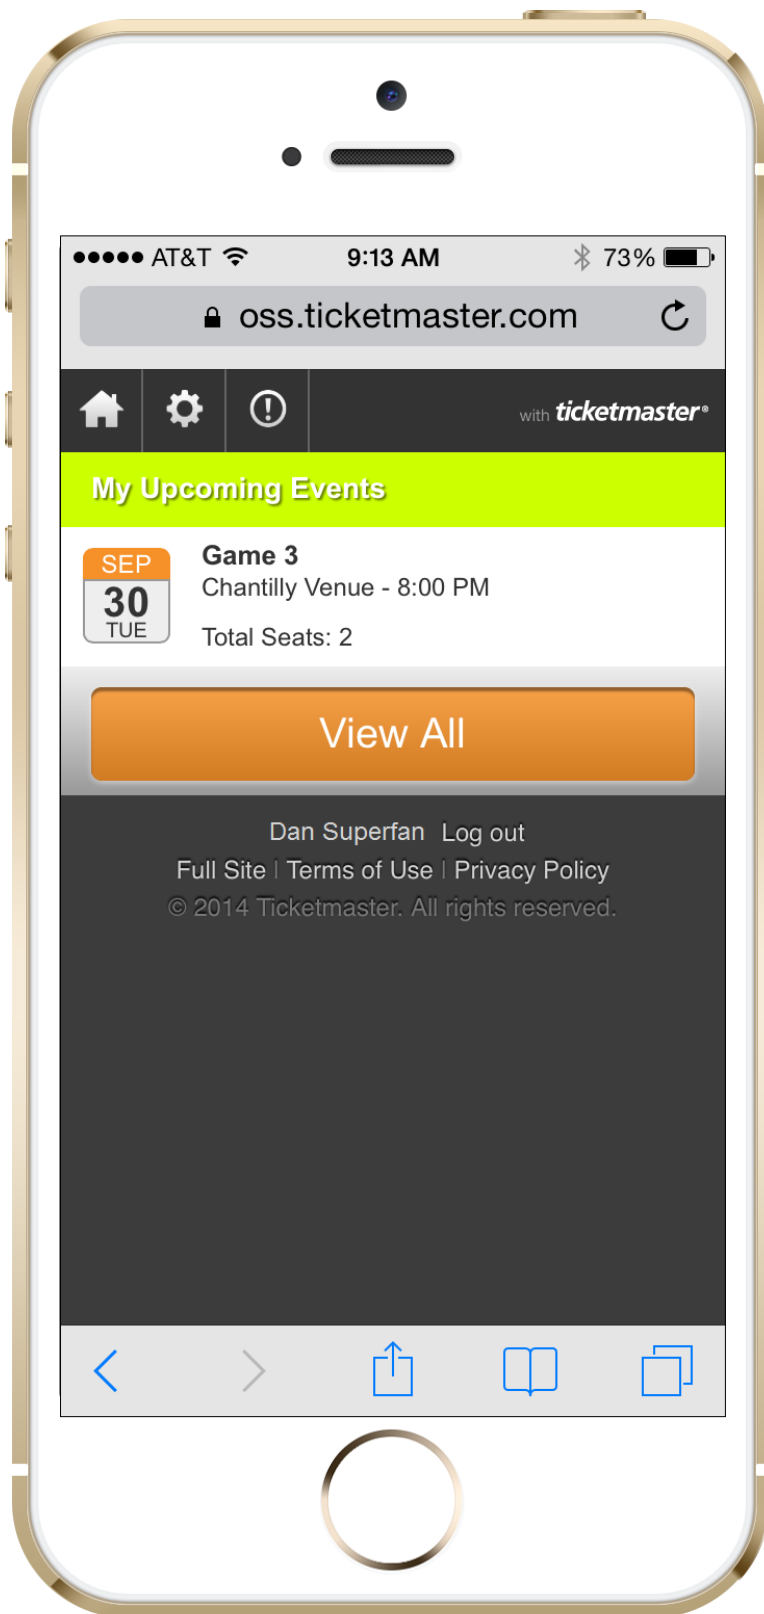 ●●●●● AT&T 9:13 AM 73%
oss.ticketmaster.com
with ticketmaster®
My Upcoming Events
SEP
30
TUE
Game 3
Chantilly Venue - 8:00 PM
Total Seats: 2
View All
Dan Superfan Log out
Full Site | Terms of Use | Privacy Policy
© 2014 Ticketmaster. All rights reserved.